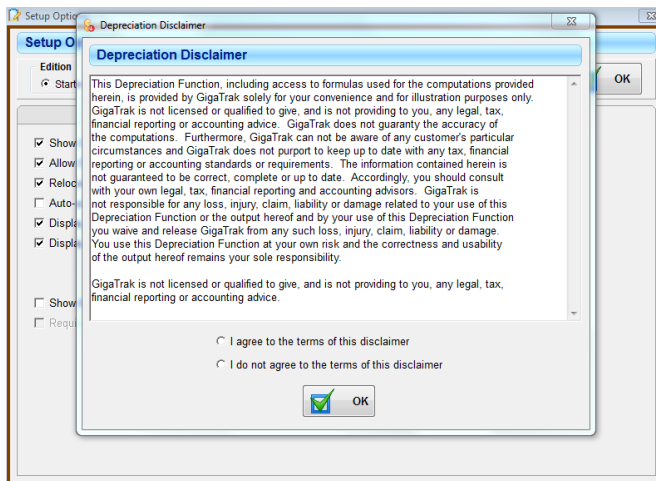 Setup Optio
Depreciation Disclaimer
Setup O
Depreciation Disclaimer
Edition
Start
OK
This Depreciation Function, including access to formulas used for the computations provided
herein, is provided by GigaTrak solely for your convenience and for illustration purposes only.
GigaTrak is not licensed or qualified to give, and is not providing to you, any legal, tax,
financial reporting or accounting advice.  GigaTrak does not guaranty the accuracy of
the computations.  Furthermore, GigaTrak can not be aware of any customer's particular
circumstances and GigaTrak does not purport to keep up to date with any tax, financial
reporting or accounting standards or requirements.  The information contained herein is
not guaranteed to be correct, complete or up to date.  Accordingly, you should consult
with your own legal, tax, financial reporting and accounting advisors.  GigaTrak is
not responsible for any loss, injury, claim, liability or damage related to your use of this
Depreciation Function or the output hereof and by your use of this Depreciation Function
you waive and release GigaTrak from any such loss, injury, claim, liability or damage.
You use this Depreciation Function at your own risk and the correctness and usability
of the output hereof remains your sole responsibility.
GigaTrak is not licensed or qualified to give, and is not providing to you, any legal, tax,
financial reporting or accounting advice.
Show
Allow
Reloc
Auto-
Displa
Displa
Show
Requi
I agree to the terms of this disclaimer
I do not agree to the terms of this disclaimer
OK